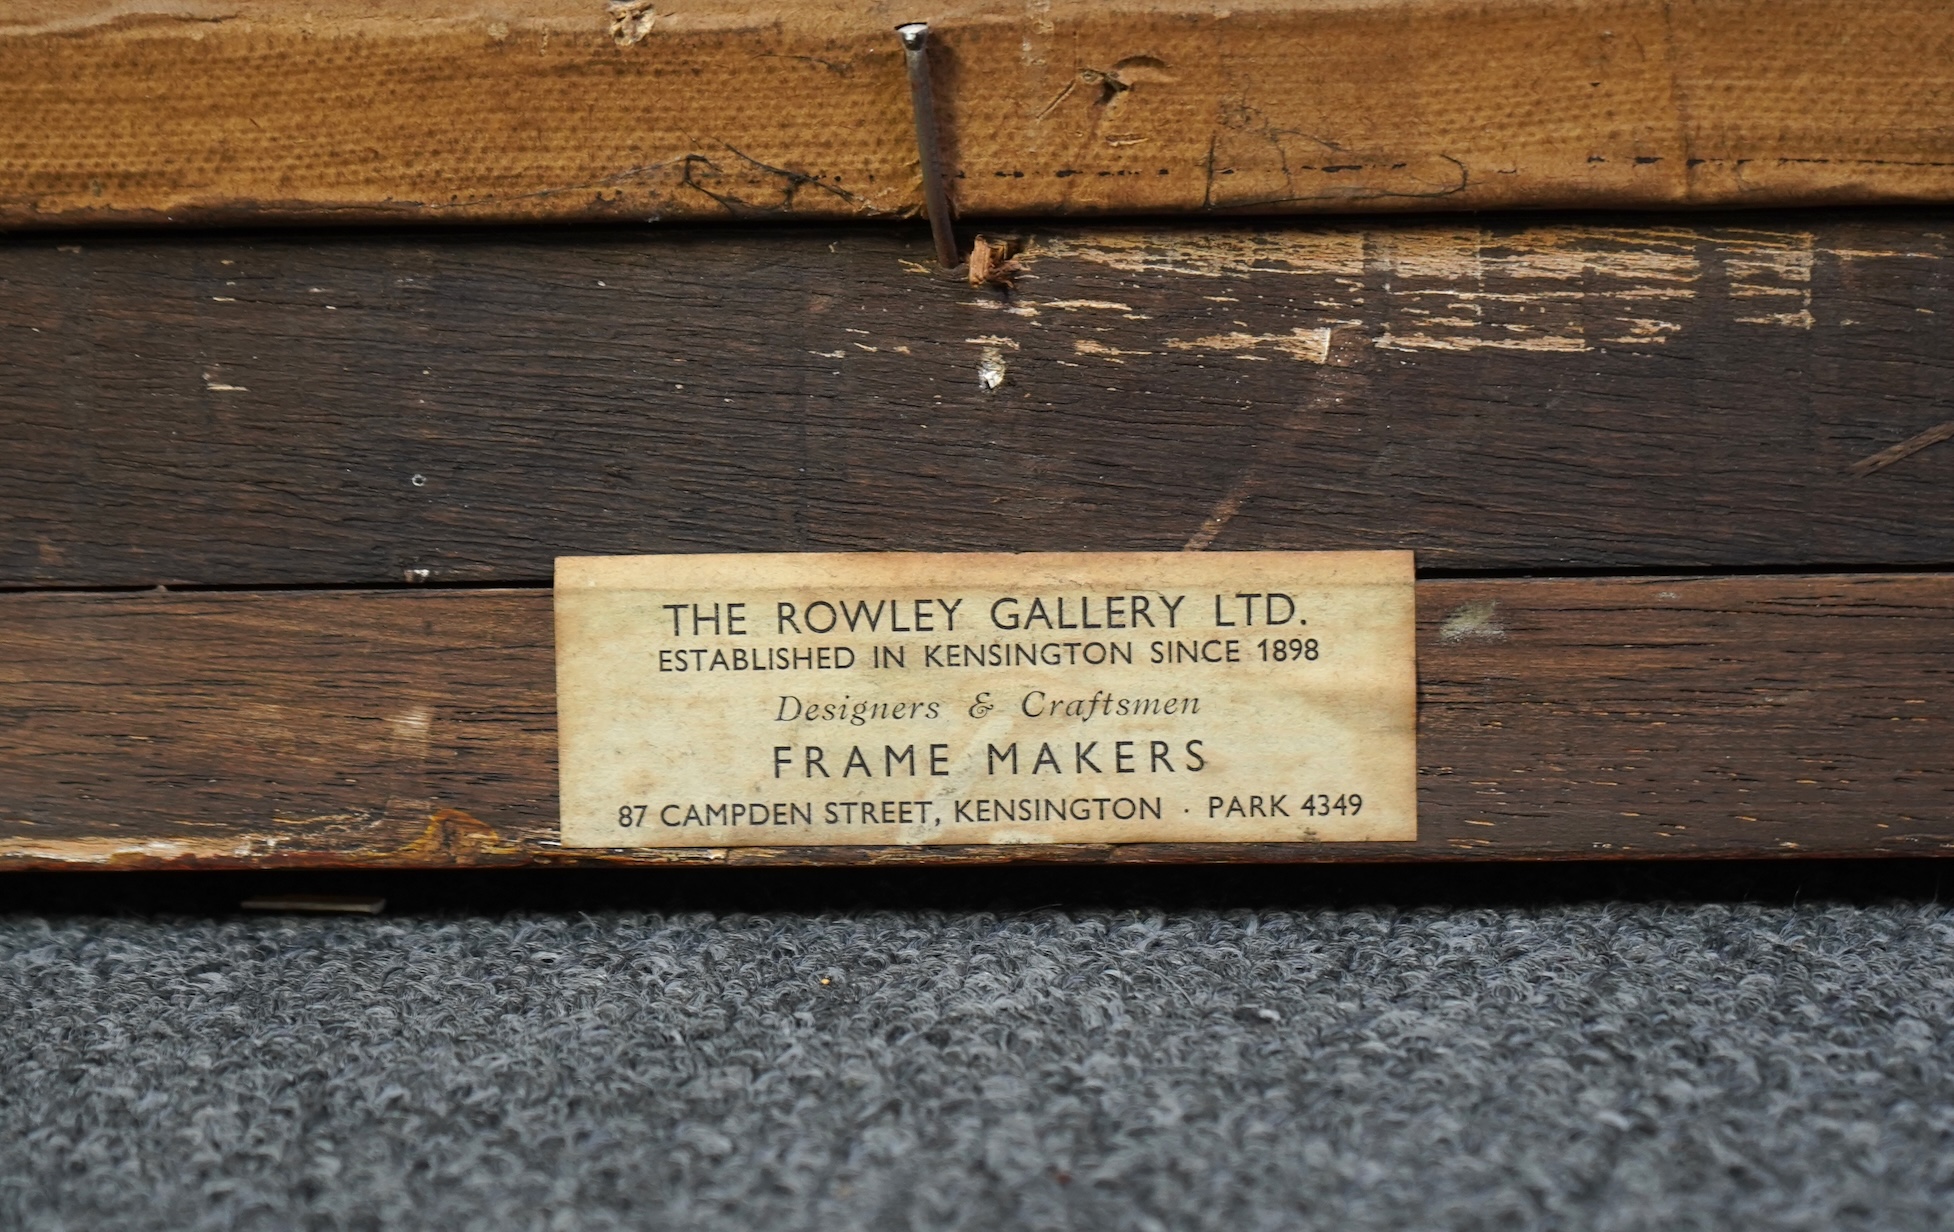 THE ROWLEY GALLERY LTD.
ESTABLISHED IN KENSINGTON SINCE 1898
Designers & Craftsmen
FRAME MAKERS
87 CAMPDEN STREET, KENSINGTON · PARK 4349